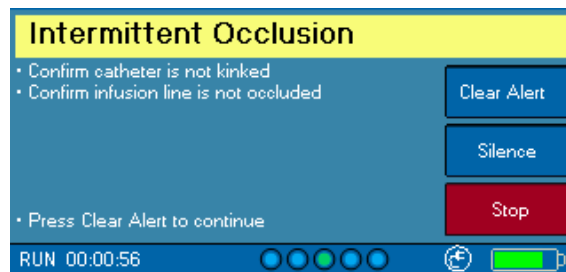 Intermittent Occlusion
• Confirm catheter is not kinked
• Confirm infusion line is not occluded
Clear Alert
Silence
• Press Clear Alert to continue
Stop
RUN 00:00:56